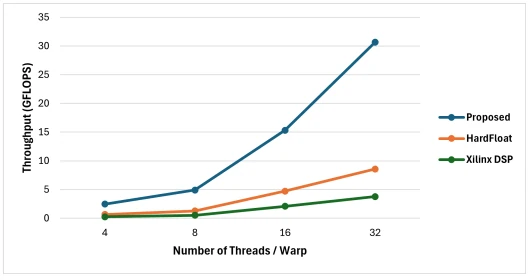 35
30
25
20
15
10
5
0
Throughput (GFLOPS)
4 8 16 32
Number of Threads / Warp
Proposed
HardFloat
Xilinx DSP